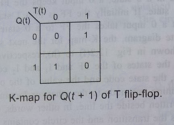 T(t)
Q(t) 0 1
0 0 1
1 1 0
K-map for Q(t + 1) of T flip-flop.